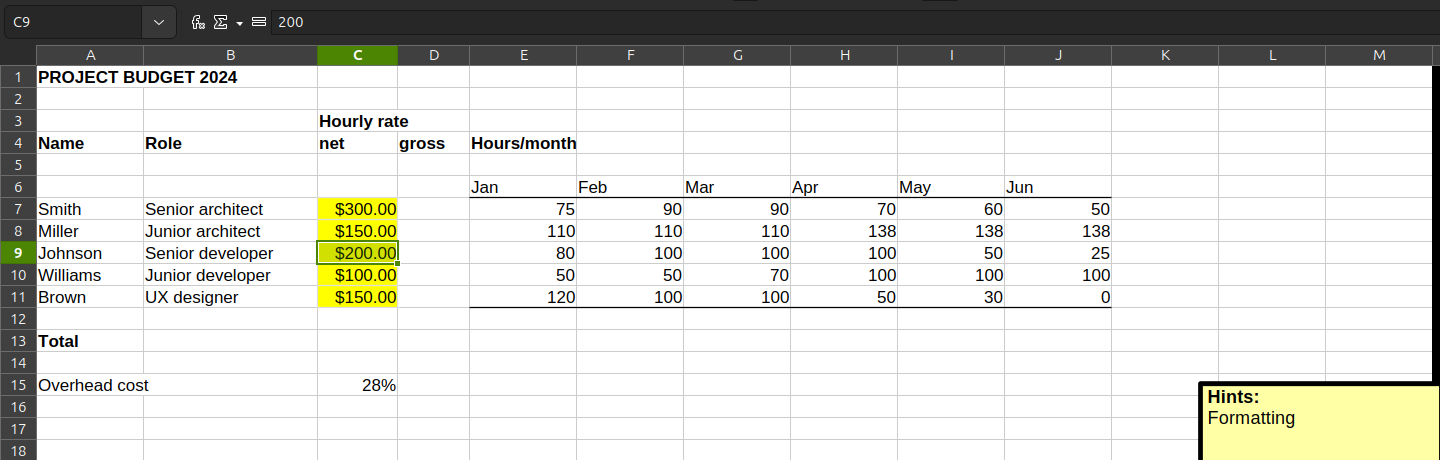 C9 200
A B C D E F G H I J K L M
1 PROJECT BUDGET 2024
2
3 Hourly rate
4 Name Role net gross Hours/month
5
6 Jan Feb Mar Apr May Jun
7 Smith Senior architect $300.00 75 90 90 70 60 50
8 Miller Junior architect $150.00 110 110 110 138 138 138
9 Johnson Senior developer $200.00 80 100 100 100 50 25
10 Williams Junior developer $100.00 50 50 70 100 100 100
11 Brown UX designer $150.00 120 100 100 50 30 0
12
13 Total
14
15 Overhead cost 28%
16 Hints:
17 Formatting
18